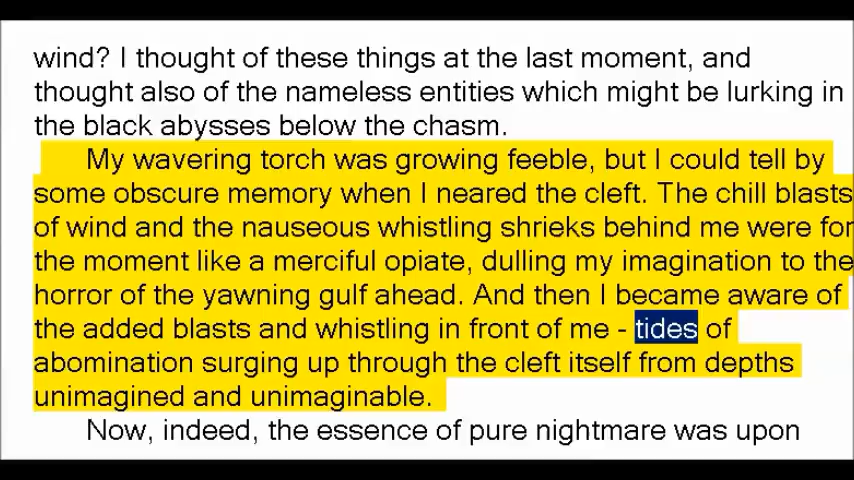 wind? I thought of these things at the last moment, and
thought also of the nameless entities which might be lurking in
the black abysses below the chasm.
My wavering torch was growing feeble, but I could tell by
some obscure memory when I neared the cleft. The chill blasts
of wind and the nauseous whistling shrieks behind me were for
the moment like a merciful opiate, dulling my imagination to the
horror of the yawning gulf ahead. And then I became aware of
the added blasts and whistling in front of me - tides of
abomination surging up through the cleft itself from depths
unimagined and unimaginable.
Now, indeed, the essence of pure nightmare was upon